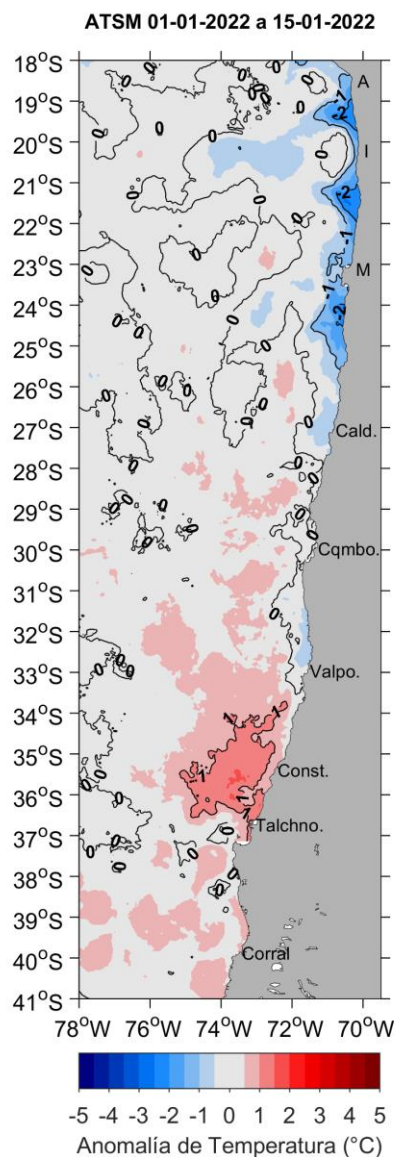 ATSM 01-01-2022 a 15-01-2022
18°S
19°S
20°S
21°S
22°S
23°S
24°S
25°S
26°S
27°S
28°S
29°S
30°S
31°S
32°S
33°S
34°S
35°S
36°S
37°S
38°S
39°S
40°S
41°S
A
I
M
Cald.
Cqmbo.
Valpo.
Const.
Talchno.
Corral
78°W 76°W 74°W 72°W 70°W
-5 -4 -3 -2 -1 0 1 2 3 4 5
Anomalía de Temperatura (°C)